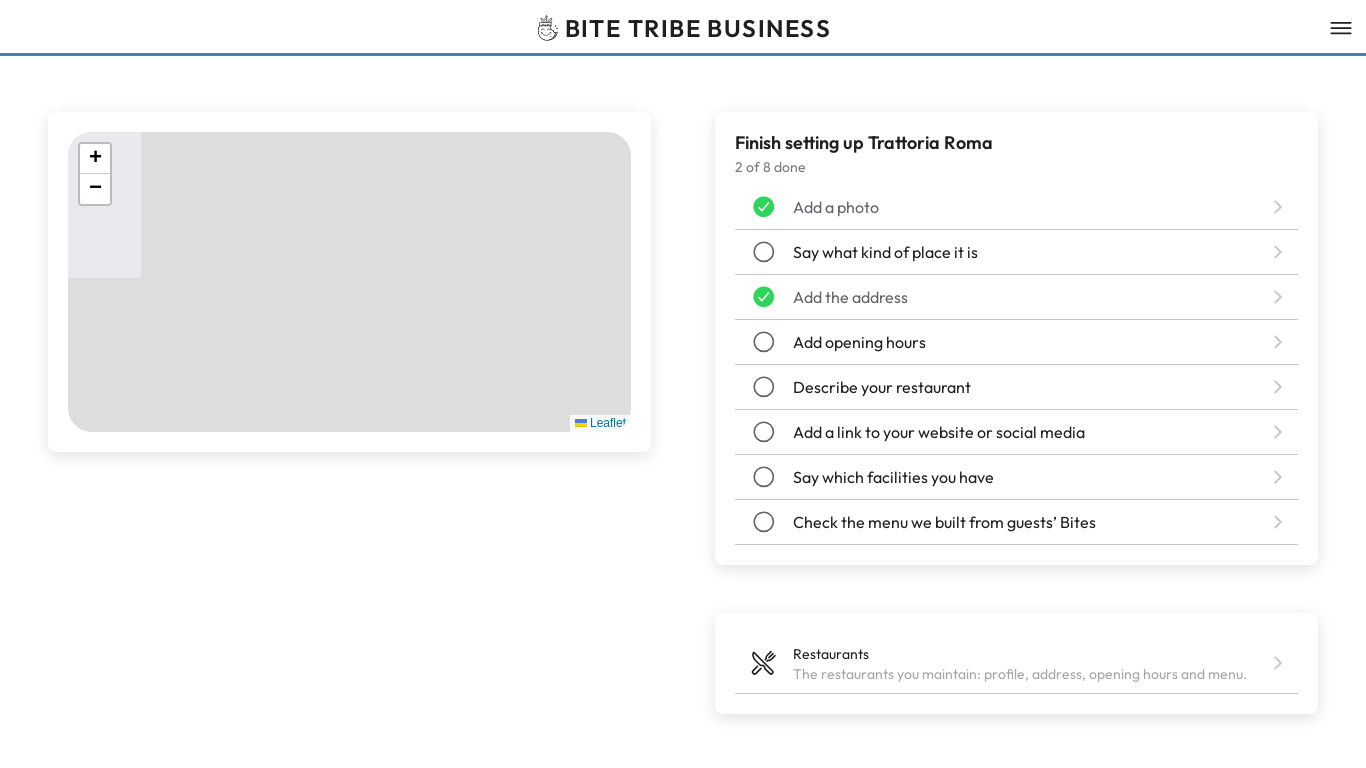 BITE TRIBE BUSINESS
+
−
Leaflet
Finish setting up Trattoria Roma
2 of 8 done
Add a photo
Say what kind of place it is
Add the address
Add opening hours
Describe your restaurant
Add a link to your website or social media
Say which facilities you have
Check the menu we built from guests’ Bites
Restaurants
The restaurants you maintain: profile, address, opening hours and menu.